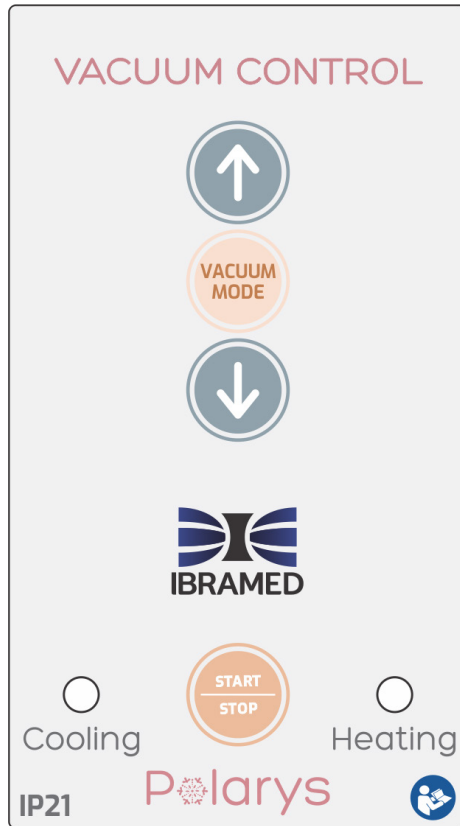 VACUUM CONTROL
VACUUM
MODE
IBRAMED
START
STOP
Cooling
Heating
Polarys
IP21